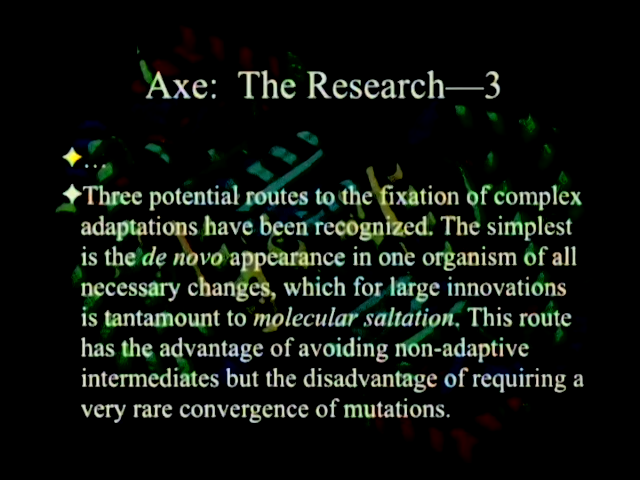 Axe: The Research—3
...
Three potential routes to the fixation of complex
adaptations have been recognized. The simplest
is the de novo appearance in one organism of all
necessary changes, which for large innovations
is tantamount to molecular saltation. This route
has the advantage of avoiding non-adaptive
intermediates but the disadvantage of requiring a
very rare convergence of mutations.